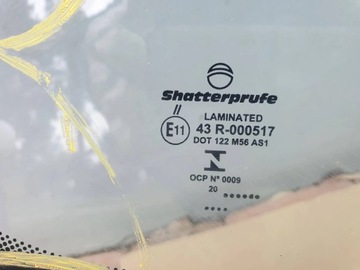 Shatterprufe
LAMINATED
E11 43 R-000517
DOT 122 M56 AS1
N
OCP Nº 0009
20